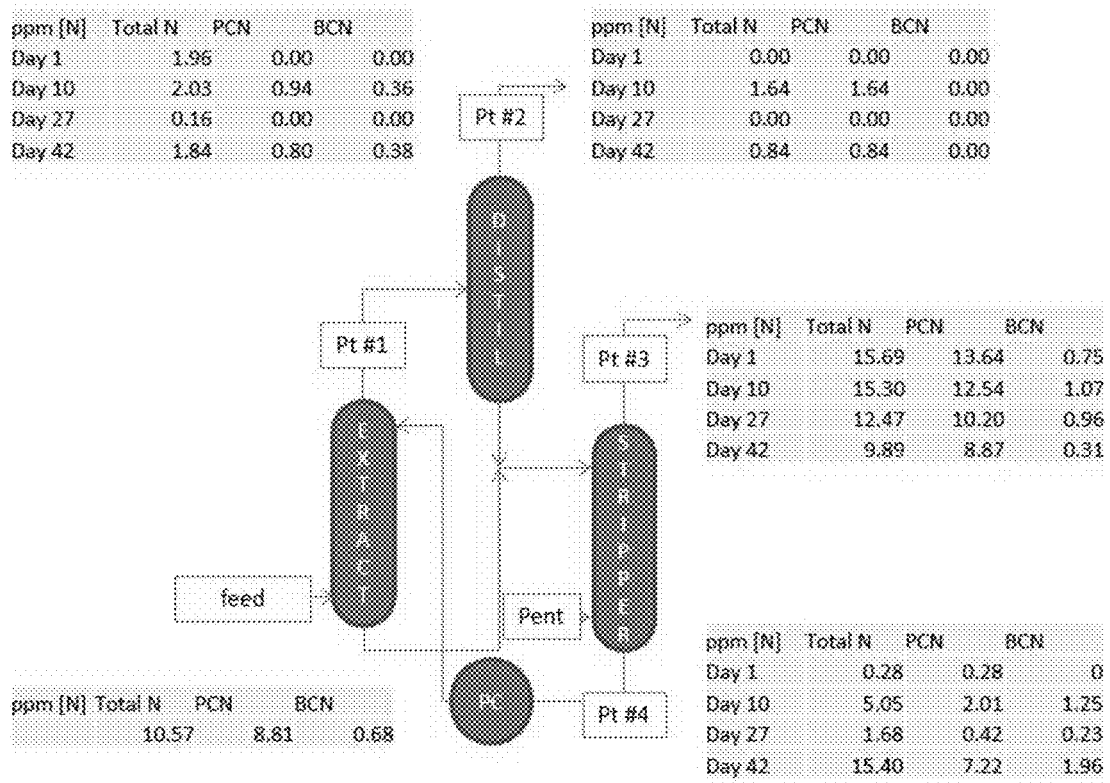 ppm [N] Total N PCN BCN
Day 1 1.96 0.00 0.00
Day 10 2.03 0.94 0.36
Day 27 0.16 0.00 0.00
Day 42 1.84 0.80 0.38
ppm [N] Total N PCN BCN
Day 1 0.00 0.00 0.00
Day 10 1.64 1.64 0.00
Day 27 0.00 0.00 0.00
Day 42 0.84 0.84 0.00
Pt #2
DISTIL
Pt #1
Pt #3
ppm [N] Total N PCN BCN
Day 1 15.69 13.64 0.75
Day 10 15.30 12.54 1.07
Day 27 12.47 10.20 0.96
Day 42 9.89 8.87 0.31
EXTRACT
STRIPPER
feed
Pent
Pt #4
ppm [N] Total N PCN BCN
Day 1 0.28 0.28 0
Day 10 5.05 2.01 1.25
Day 27 1.68 0.42 0.23
Day 42 15.40 7.22 1.96
ppm [N] Total N PCN BCN
10.57 8.81 0.68